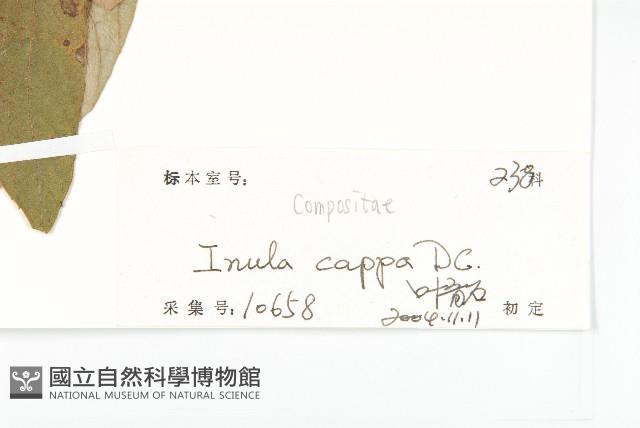 标本室号: 238科
Compositae
Inula cappa DC.
采集号: 10658 2004.11.11 初定
國立自然科學博物館
NATIONAL MUSEUM OF NATURAL SCIENCE